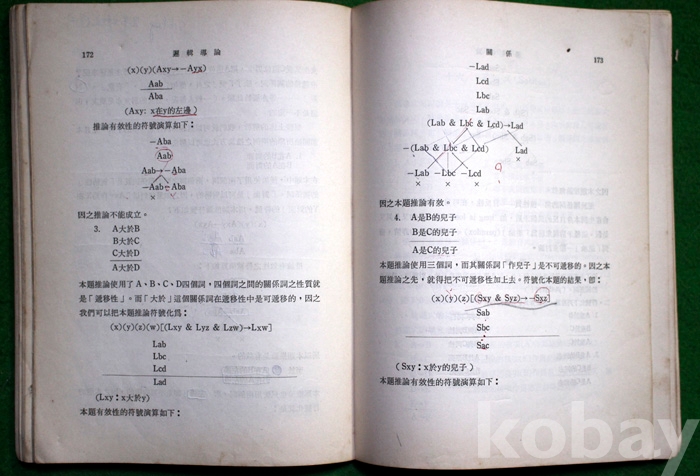 172 邏輯導論
(x)(y)(Axy→−Ayx)
Aab
Aba
(Axy: x在y的左邊)
推論有效性的符號演算如下：
−Aba
Aab
Aab→−Aba
−Aab −Aba
×
因之推論不能成立。
3. A大於B
B大於C
C大於D
A大於D
本題推論使用了A，B，C，D四個詞，四個詞之間的關係詞之性質就
是「遞移性」。而「大於」這個關係詞在遞移性中是可遞移的，因之
我們可以把本題推論符號化爲：
(x)(y)(z)(w)[(Lxy & Lyz & Lzw)→Lxw]
Lab
Lbc
Lcd
Lad
(Lxy：x大於y)
本題有效性的符號演算如下：
關係 173
−Lad
Lcd
Lbc
Lab
(Lab & Lbc & Lcd)→Lad
−(Lab & Lbc & Lcd) Lad
×
−Lab −Lbc −Lcd
× × ×
因之本題推論有效。
4. A是B的兒子
B是C的兒子
A是C的兒子
本題推論使用三個詞，而其關係詞「作兒子」是不可遞移的。因之本
題推論之先，就得把不可遞移性加上去。符號化本題的結果，即：
(x)(y)(z)[(Sxy & Syz)→−Sxz]
Sab
Sbc
Sac
(Sxy：x於y的兒子)
本題推論有效性的符號演算如下：
kobay